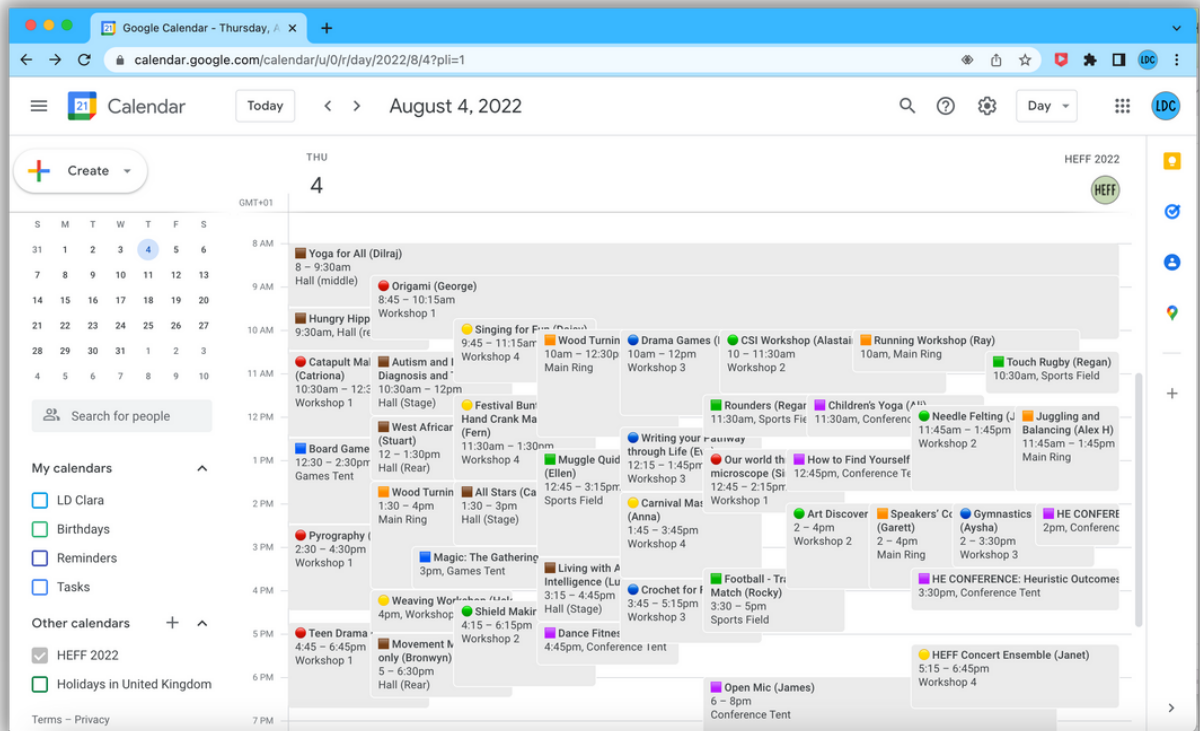 Google Calendar - Thursday, A
calendar.google.com/calendar/u/0/r/day/2022/8/4?pli=1
LDC
21 Calendar
Today
August 4, 2022
Day
LDC
Create
S M T W T F S
31 1 2 3 4 5 6
7 8 9 10 11 12 13
14 15 16 17 18 19 20
21 22 23 24 25 26 27
28 29 30 31 1 2 3
4 5 6 7 8 9 10
Search for people
My calendars
LD Clara
Birthdays
Reminders
Tasks
Other calendars
HEFF 2022
Holidays in United Kingdom
Terms – Privacy
THU
4
HEFF 2022
HEFF
GMT+01
8 AM
9 AM
10 AM
11 AM
12 PM
1 PM
2 PM
3 PM
4 PM
5 PM
6 PM
7 PM
Yoga for All (Dilraj)
8 – 9:30am
Hall (middle)
Origami (George)
8:45 – 10:15am
Workshop 1
Hungry Hipp
9:30am, Hall (re
Singing for Fun (Daisy)
9:45 – 11:15am
Workshop 4
Wood Turnin
10am – 12:30p
Main Ring
Drama Games (
10am – 12pm
Workshop 3
CSI Workshop (Alastai
10 – 11:30am
Workshop 2
Running Workshop (Ray)
10am, Main Ring
Touch Rugby (Regan)
10:30am, Sports Field
Catapult Mal
(Catriona)
10:30am – 12:3
Workshop 1
Autism and
Diagnosis and
10:30am – 12pm
Hall (Stage)
Festival Bunt
Hand Crank Ma
(Fern)
11:30am – 1:30pm
Workshop 4
Rounders (Regar
11:30am, Sports Fie
Children's Yoga (Ali)
11:30am, Conferenc
Needle Felting (J
11:45am – 1:45pm
Workshop 2
Juggling and
Balancing (Alex H)
11:45am – 1:45pm
Main Ring
West African
(Stuart)
12 – 1:30pm
Hall (Rear)
Writing your Pathway
through Life (Ev
12:15 – 1:45pm
Workshop 3
Board Game
12:30 – 2:30pm
Games Tent
Muggle Quid
(Ellen)
12:45 – 3:15pm
Sports Field
Our world th
microscope (Si
12:45 – 2:15pm
Workshop 1
How to Find Yourself
12:45pm, Conference Te
Wood Turnin
1:30 – 4pm
Main Ring
All Stars (Ca
1:30 – 3pm
Hall (Stage)
Carnival Mas
(Anna)
1:45 – 3:45pm
Workshop 4
Art Discover
2 – 4pm
Workshop 2
Speakers' Co
(Garett)
2 – 4pm
Main Ring
Gymnastics
(Aysha)
2 – 3:30pm
Workshop 3
HE CONFERE
2pm, Conferenc
Pyrography (
2:30 – 4:30pm
Workshop 1
Magic: The Gathering
3pm, Games Tent
Living with A
Intelligence (Lu
3:15 – 4:45pm
Hall (Stage)
Football - Tra
Match (Rocky)
3:30 – 5pm
Sports Field
HE CONFERENCE: Heuristic Outcomes
3:30pm, Conference Tent
Crochet for
3:45 – 5:15pm
Workshop 3
Weaving Workshop
4pm, Workshop
Shield Makin
4:15 – 6:15pm
Workshop 2
Teen Drama
4:45 – 6:45pm
Workshop 1
Dance Fitnes
4:45pm, Conference Tent
Movement M
only (Bronwyn)
5 – 6:30pm
Hall (Rear)
HEFF Concert Ensemble (Janet)
5:15 – 6:45pm
Workshop 4
Open Mic (James)
6 – 8pm
Conference Tent